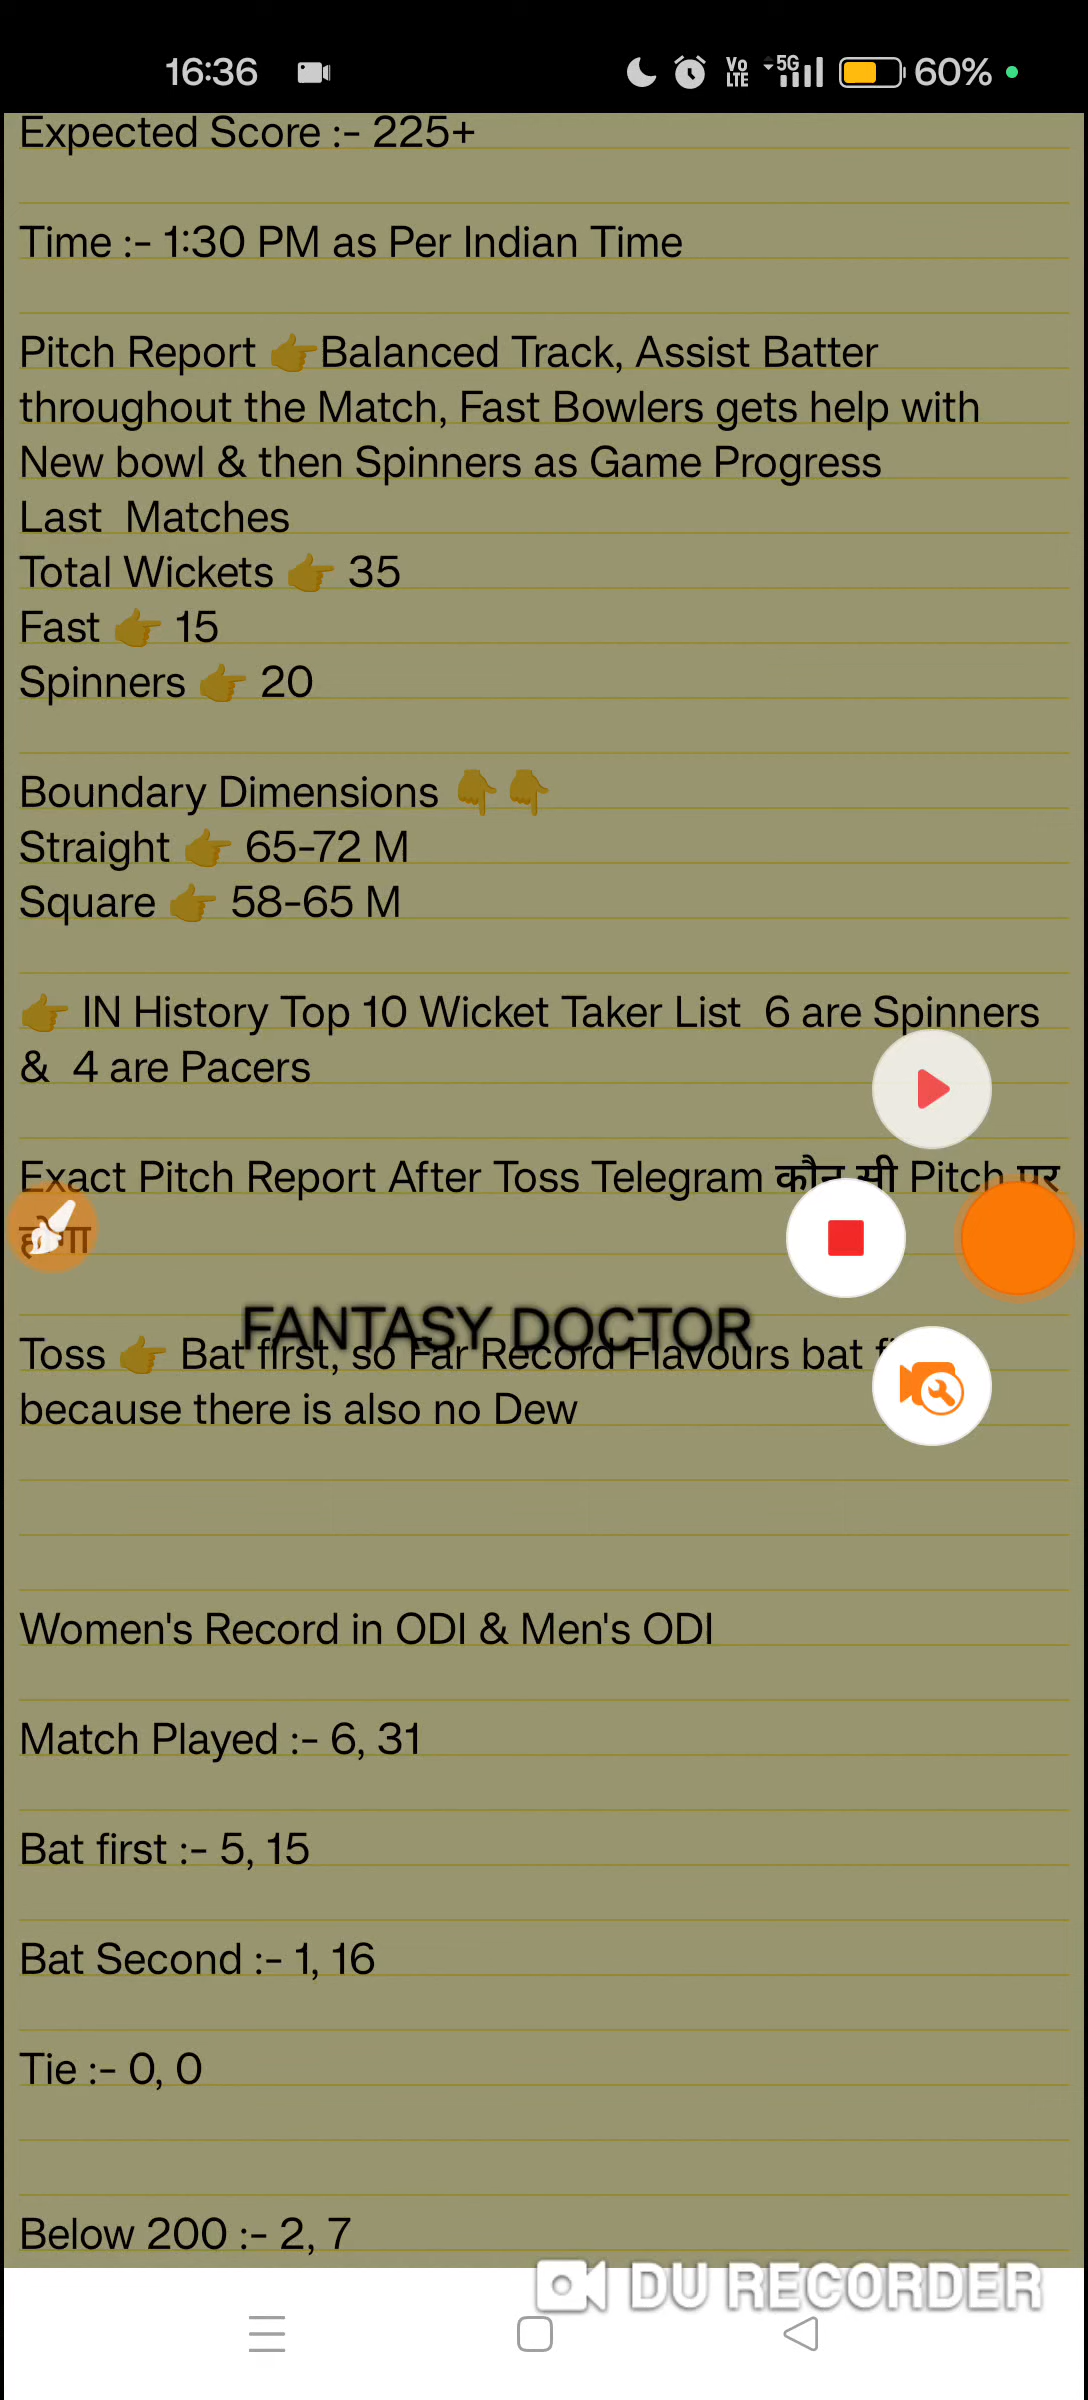 16:36 Vo LTE 5G 60%
Expected Score :- 225+
Time :- 1:30 PM as Per Indian Time
Pitch Report 👉Balanced Track, Assist Batter
throughout the Match, Fast Bowlers gets help with
New bowl & then Spinners as Game Progress
Last  Matches
Total Wickets 👉 35
Fast 👉 15
Spinners 👉 20
Boundary Dimensions 👇👇
Straight 👉 65-72 M
Square 👉 58-65 M
👉 IN History Top 10 Wicket Taker List  6 are Spinners
&  4 are Pacers
Exact Pitch Report After Toss Telegram कौन सी Pitch पर
होगा
FANTASY DOCTOR
Toss 👉 Bat first, so Far Record Flavours bat
because there is also no Dew
Women's Record in ODI & Men's ODI
Match Played :- 6, 31
Bat first :- 5, 15
Bat Second :- 1, 16
Tie :- 0, 0
Below 200 :- 2, 7
DU RECORDER